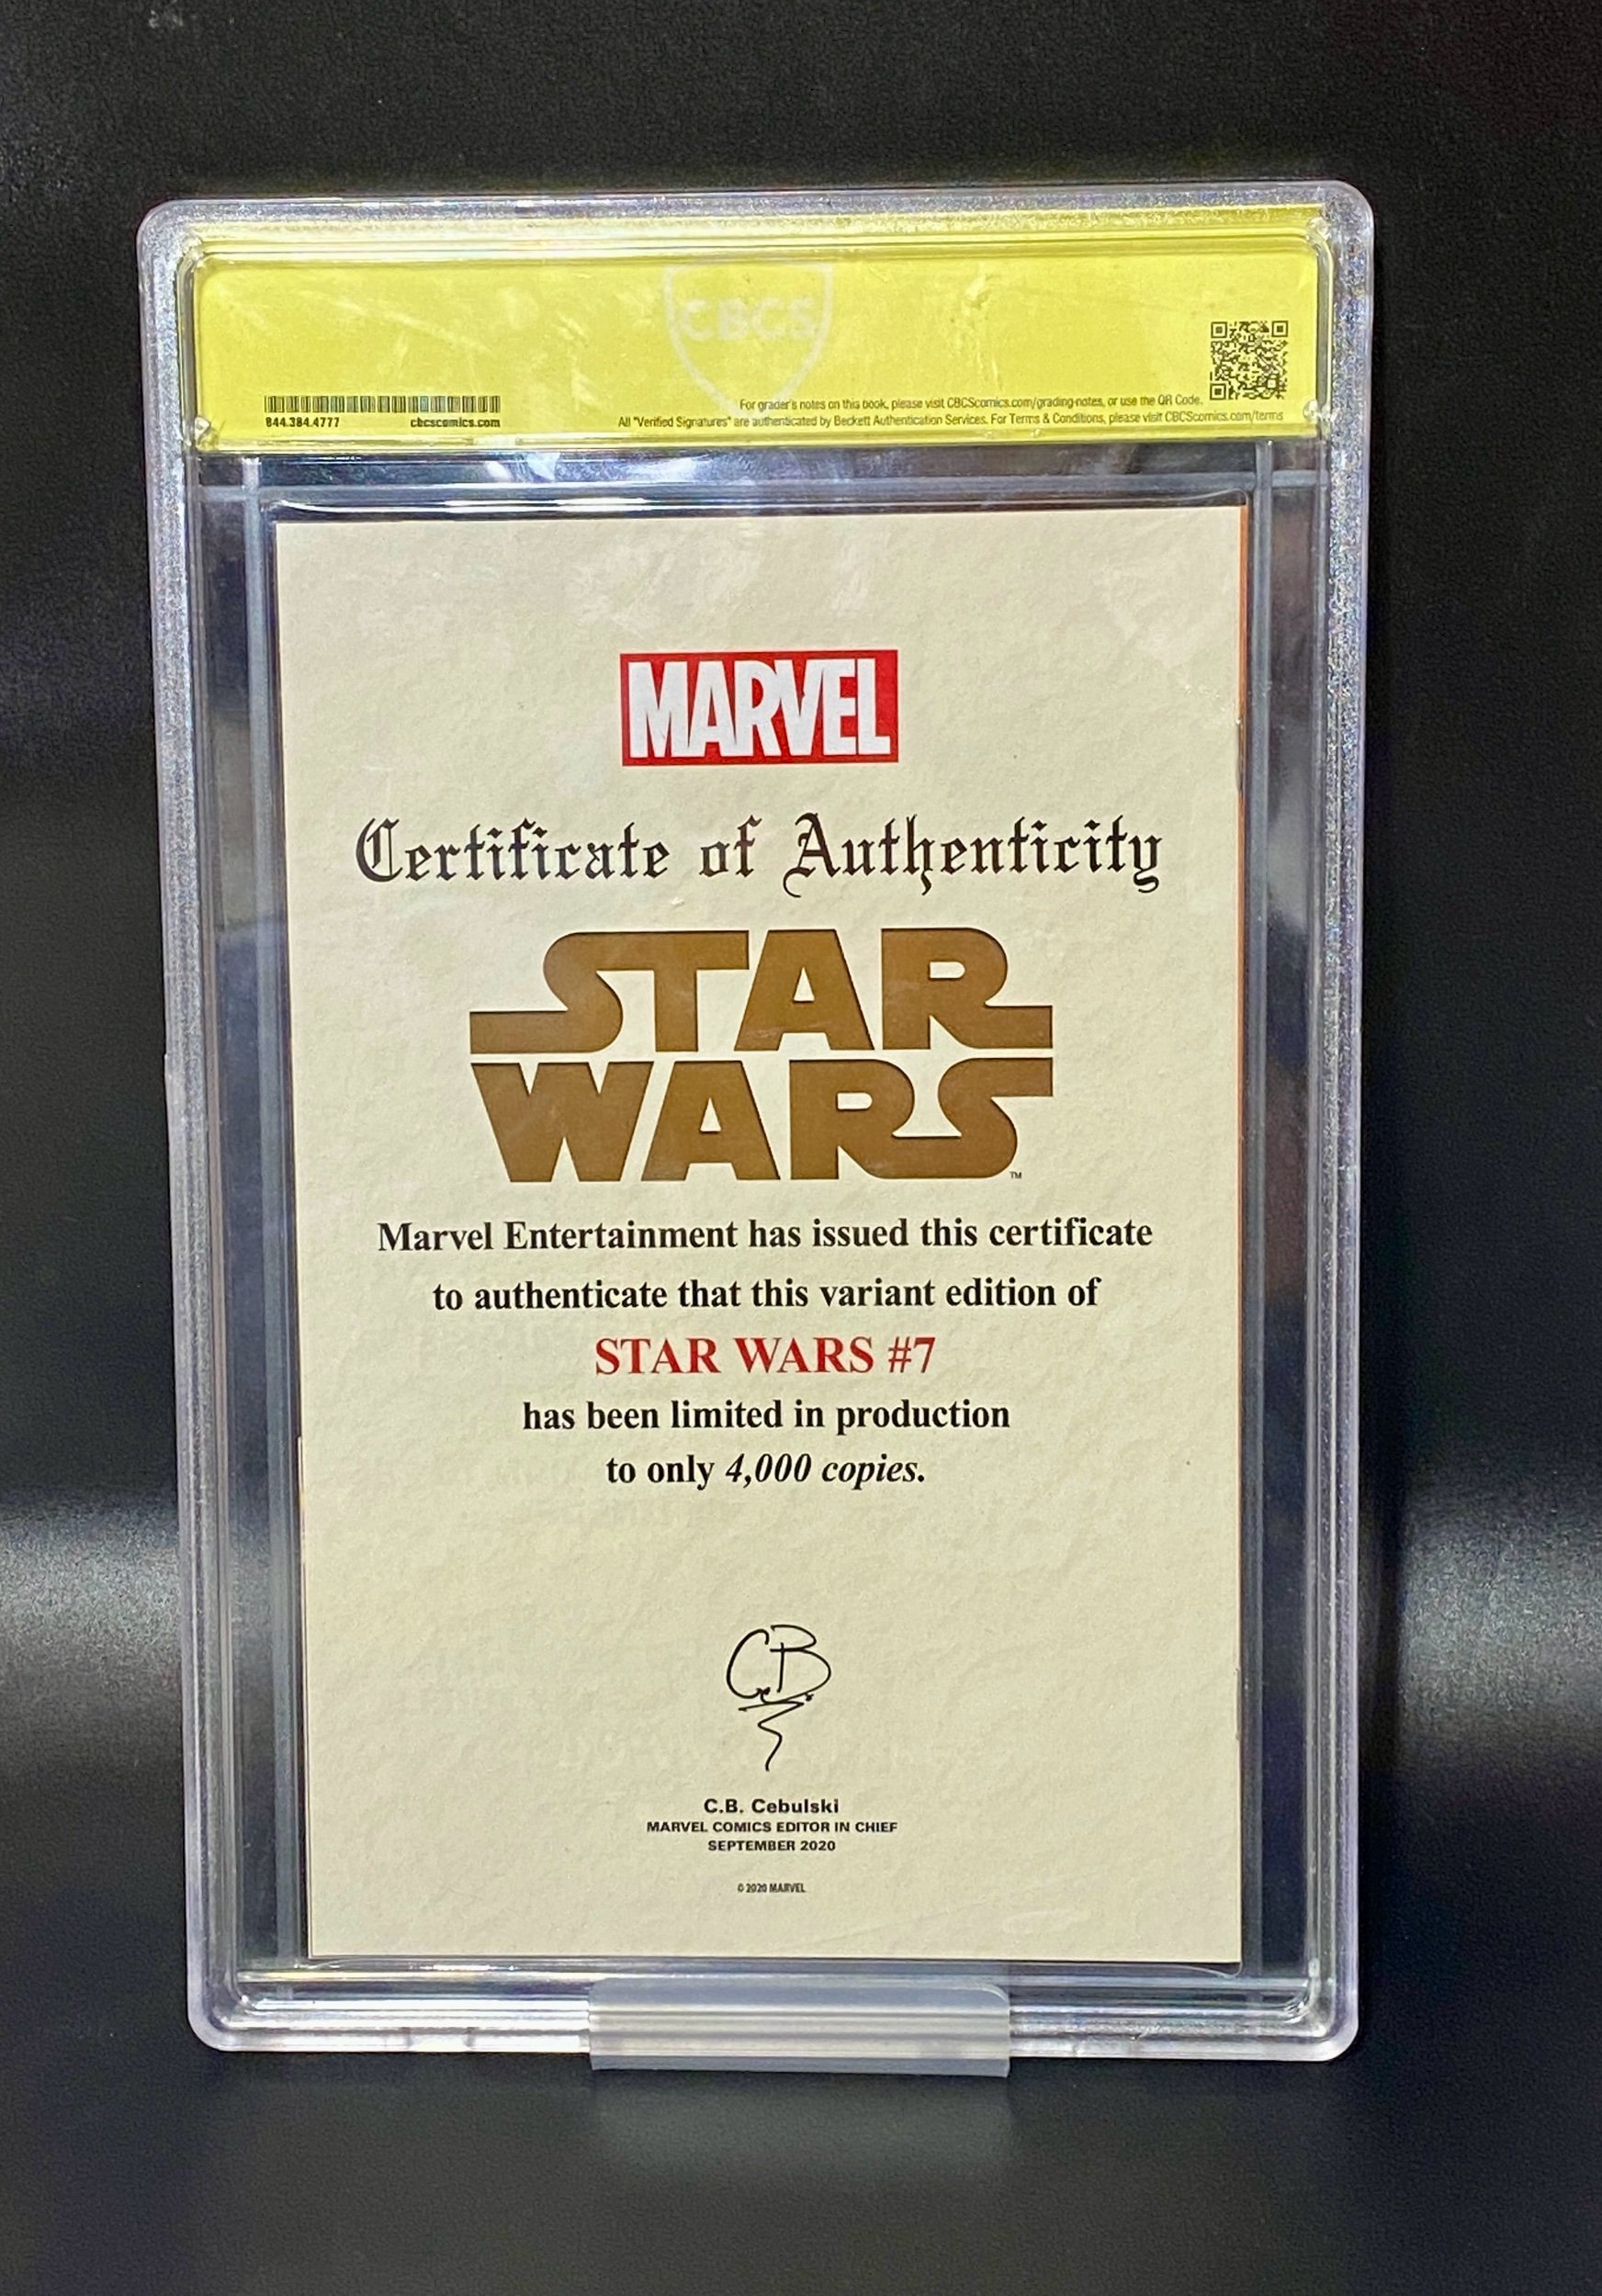 CBCS
For grader's notes on this book, please visit CBCScomics.com/grading-notes, or use the QR Code.
844.384.4777 cbcscomics.com
All "Verified Signatures" are authenticated by Beckett Authentication Services. For Terms & Conditions, please visit CBCScomics.com/terms
MARVEL
Certificate of Authenticity
STAR
WARS
TM
Marvel Entertainment has issued this certificate
to authenticate that this variant edition of
STAR WARS #7
has been limited in production
to only 4,000 copies.
CB
C.B. Cebulski
MARVEL COMICS EDITOR IN CHIEF
SEPTEMBER 2020
© 2020 MARVEL